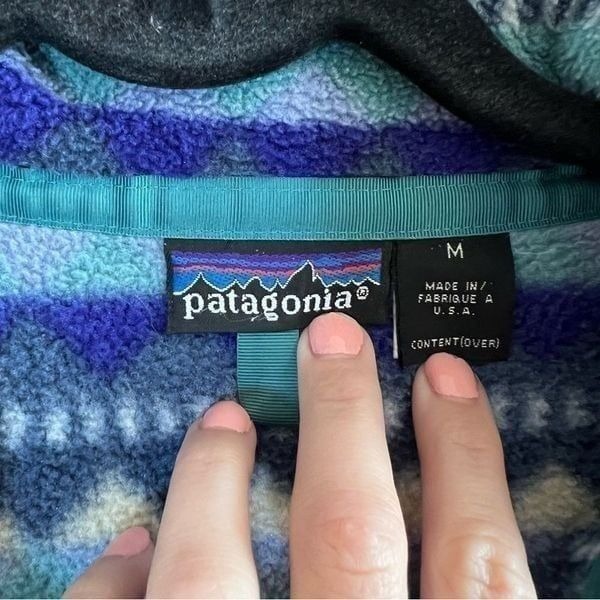 patagonia®
M
MADE IN/
FABRIQUE A
U.S.A.
CONTENT(OVER)